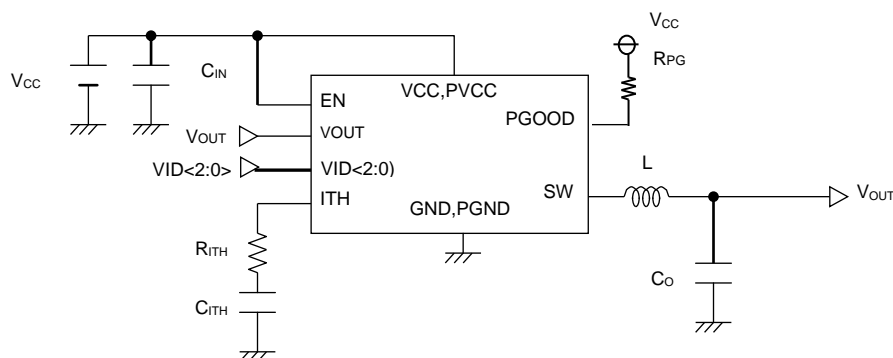 VCC
CIN
VCC
RPG
EN
VCC,PVCC
PGOOD
VOUT
VOUT
VID<2:0>
VID<2:0)
ITH
GND,PGND
SW
L
VOUT
RITH
CITH
CO